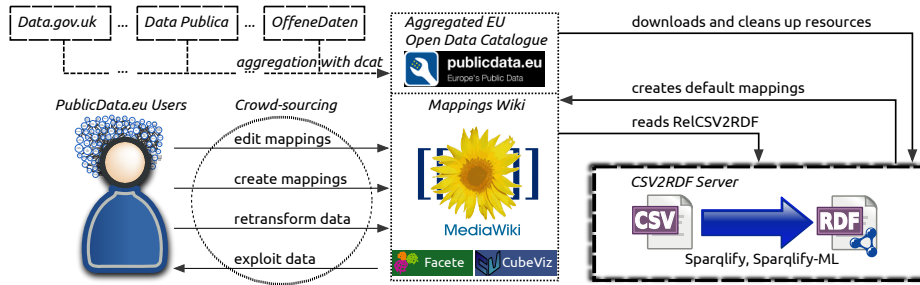 Data.gov.uk ... Data Publica ... OffeneDaten
... ...
aggregation with dcat
Aggregated EU
Open Data Catalogue
publicdata.eu
Europe's Public Data
downloads and cleans up resources
PublicData.eu Users
Crowd-sourcing
Mappings Wiki
creates default mappings
reads RelCSV2RDF
edit mappings
create mappings
retransform data
exploit data
MediaWiki
Facete
CubeViz
CSV2RDF Server
CSV
RDF
Sparqlify, Sparqlify-ML